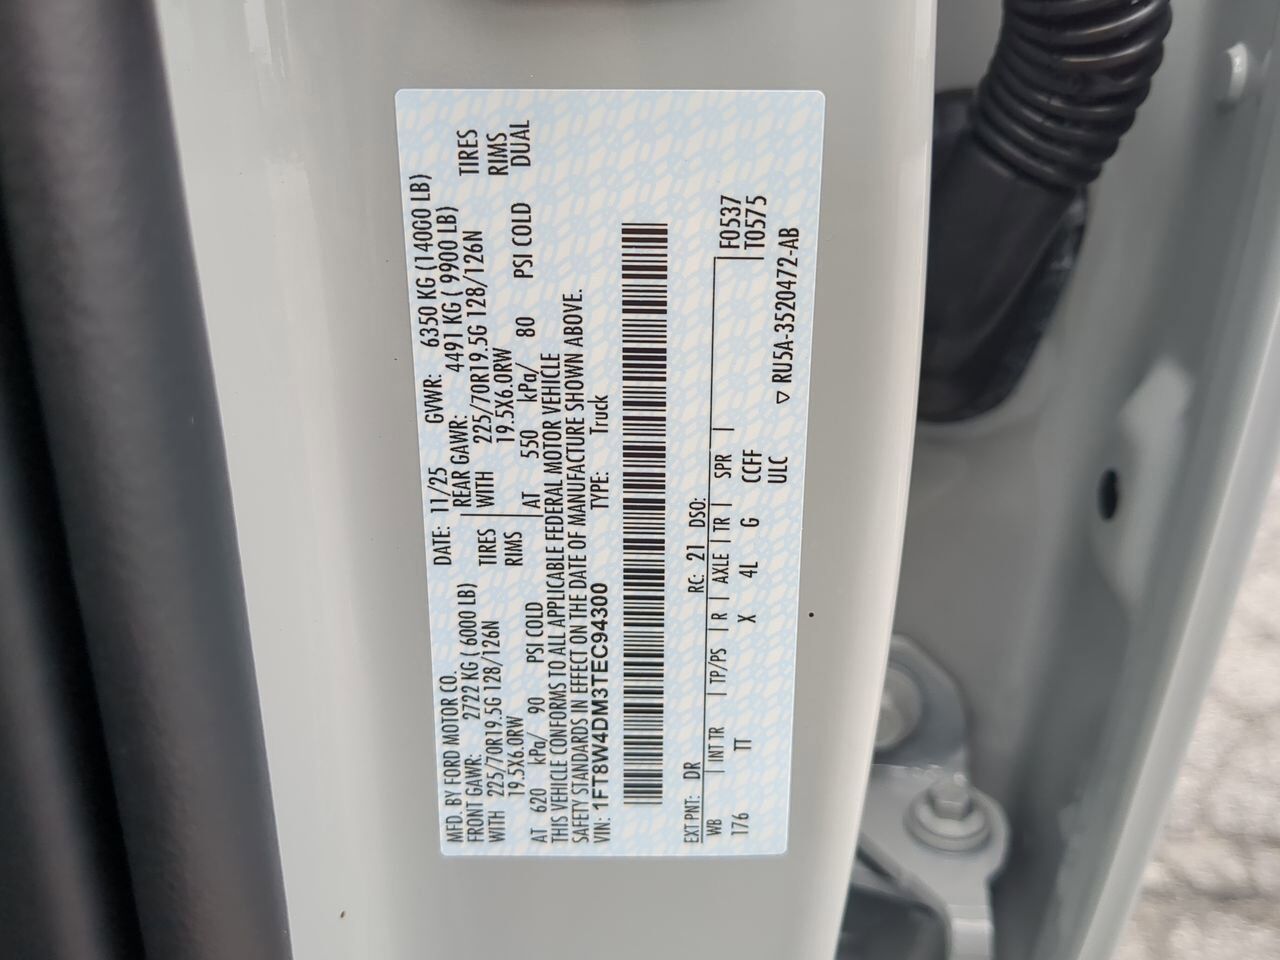 MFD. BY FORD MOTOR CO. DATE: 11/25 GVWR: 6350 KG (14000 LB)
FRONT GAWR: 2722 KG ( 6000 LB) REAR GAWR: 4491 KG ( 9900 LB)
WITH 225/70R19.5G 128/126N TIRES WITH 225/70R19.5G 128/126N TIRES
19.5X6.0RW RIMS 19.5X6.0RW RIMS
AT 620 kPa/ 90 PSI COLD AT 550 kPa/ 80 PSI COLD DUAL
THIS VEHICLE CONFORMS TO ALL APPLICABLE FEDERAL MOTOR VEHICLE
SAFETY STANDARDS IN EFFECT ON THE DATE OF MANUFACTURE SHOWN ABOVE.
VIN: 1FT8W4DM3TEC94300 TYPE: Truck
EXT PNT: DR RC: 21 DSO: F0537
WB INT TR TP/PS R AXLE TR SPR T0575
176 TT X 4L G CCFF
ULC ▽ RU5A-3520472-AB